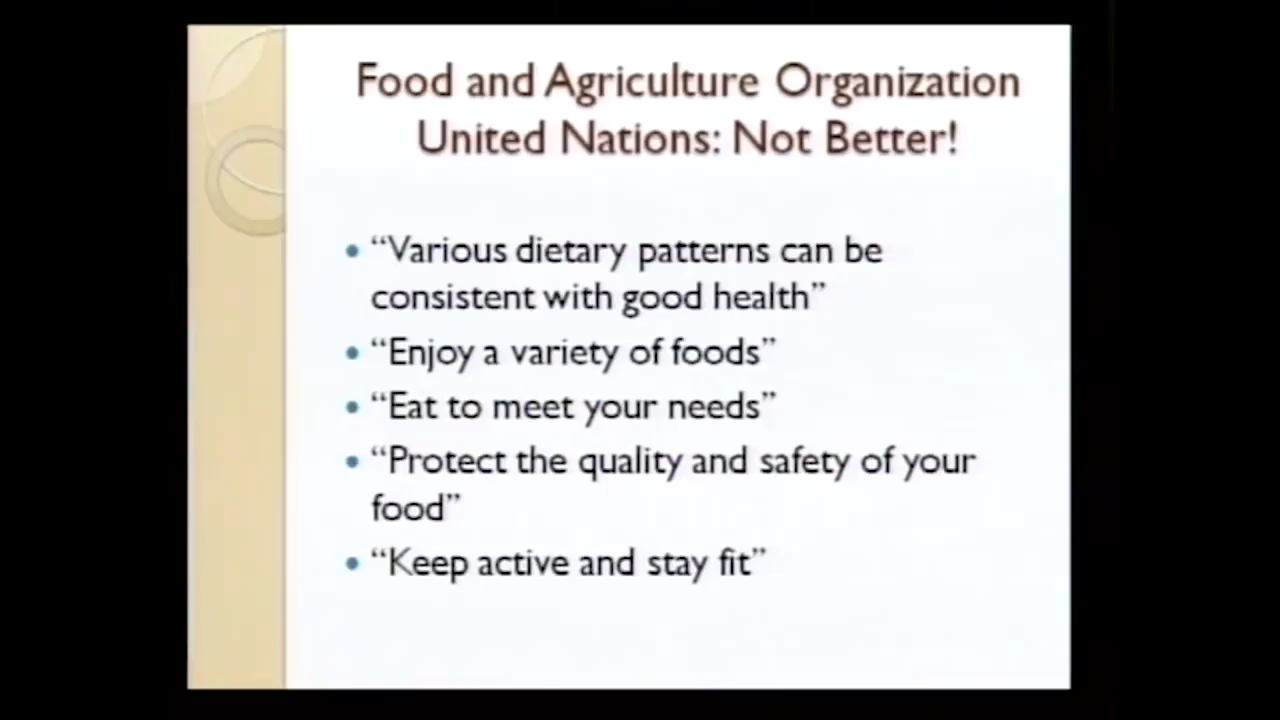 Food and Agriculture Organization
United Nations: Not Better!
• “Various dietary patterns can be
consistent with good health”
• “Enjoy a variety of foods”
• “Eat to meet your needs”
• “Protect the quality and safety of your
food”
• “Keep active and stay fit”